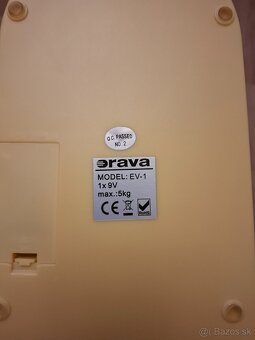 Q.C. PASSED
NO. 2
orava
MODEL: EV-1
1x 9V
max.:5kg
CE
© Bazos.sk